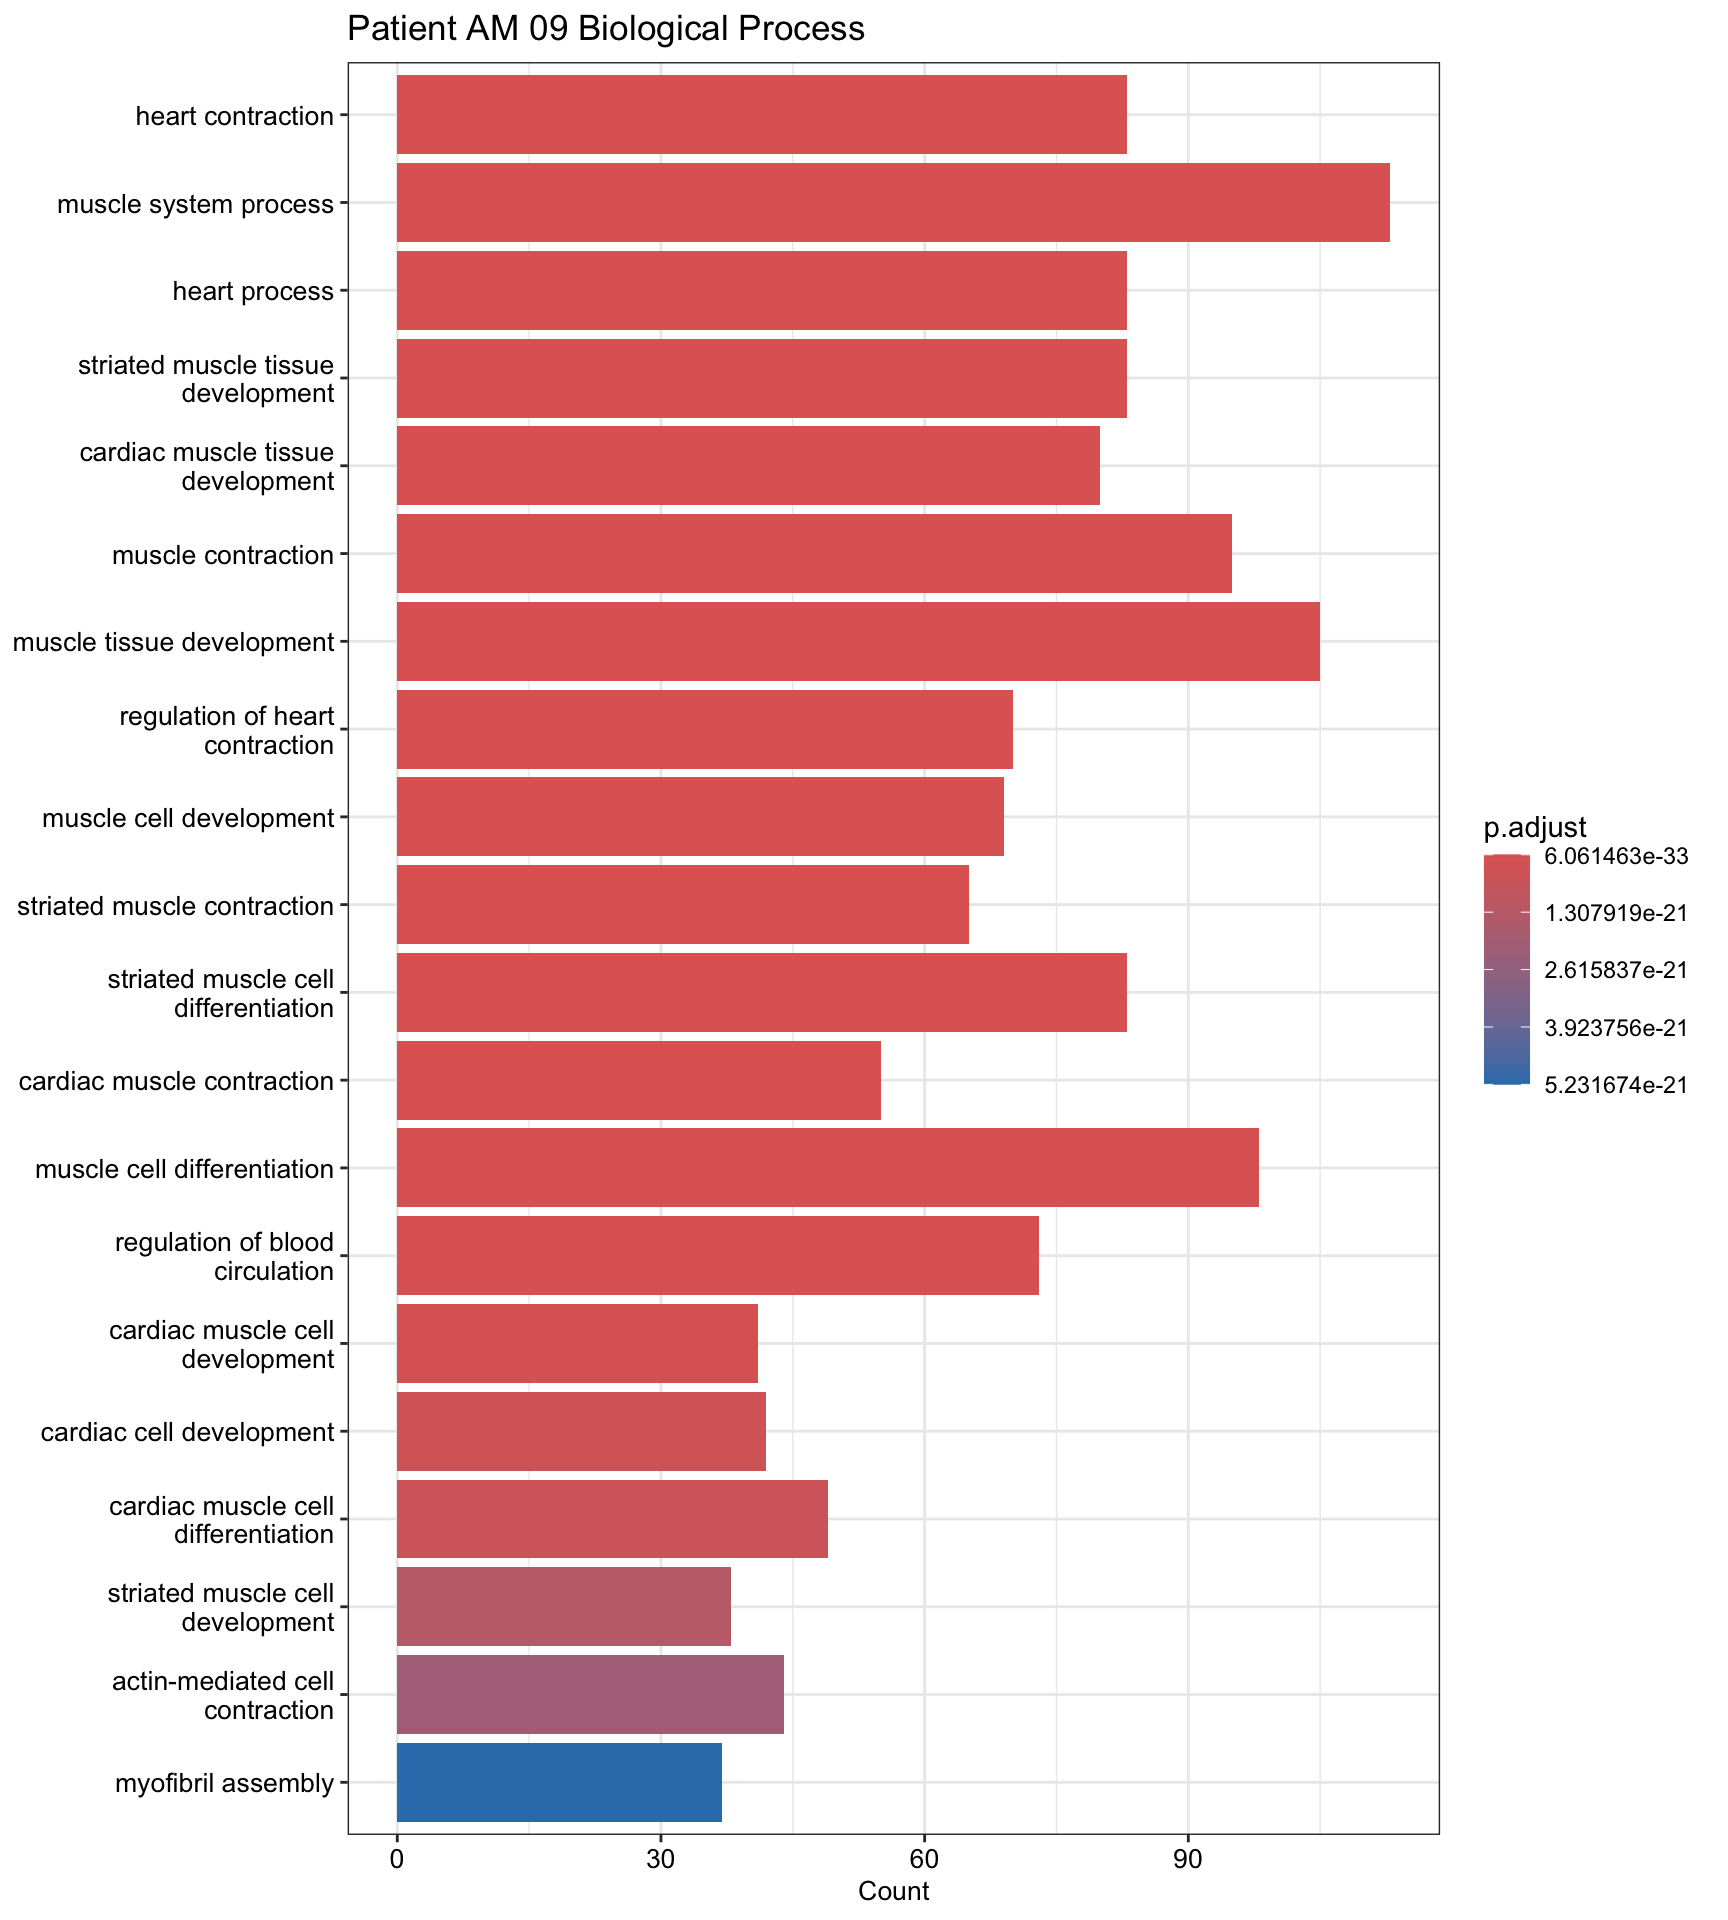 Patient AM 09 Biological Process
heart contraction
muscle system process
heart process
striated muscle tissue
development
cardiac muscle tissue
development
muscle contraction
muscle tissue development
regulation of heart
contraction
muscle cell development
striated muscle contraction
striated muscle cell
differentiation
cardiac muscle contraction
muscle cell differentiation
regulation of blood
circulation
cardiac muscle cell
development
cardiac cell development
cardiac muscle cell
differentiation
striated muscle cell
development
actin-mediated cell
contraction
myofibril assembly
0 30 60 90
Count
p.adjust
6.061463e-33
1.307919e-21
2.615837e-21
3.923756e-21
5.231674e-21